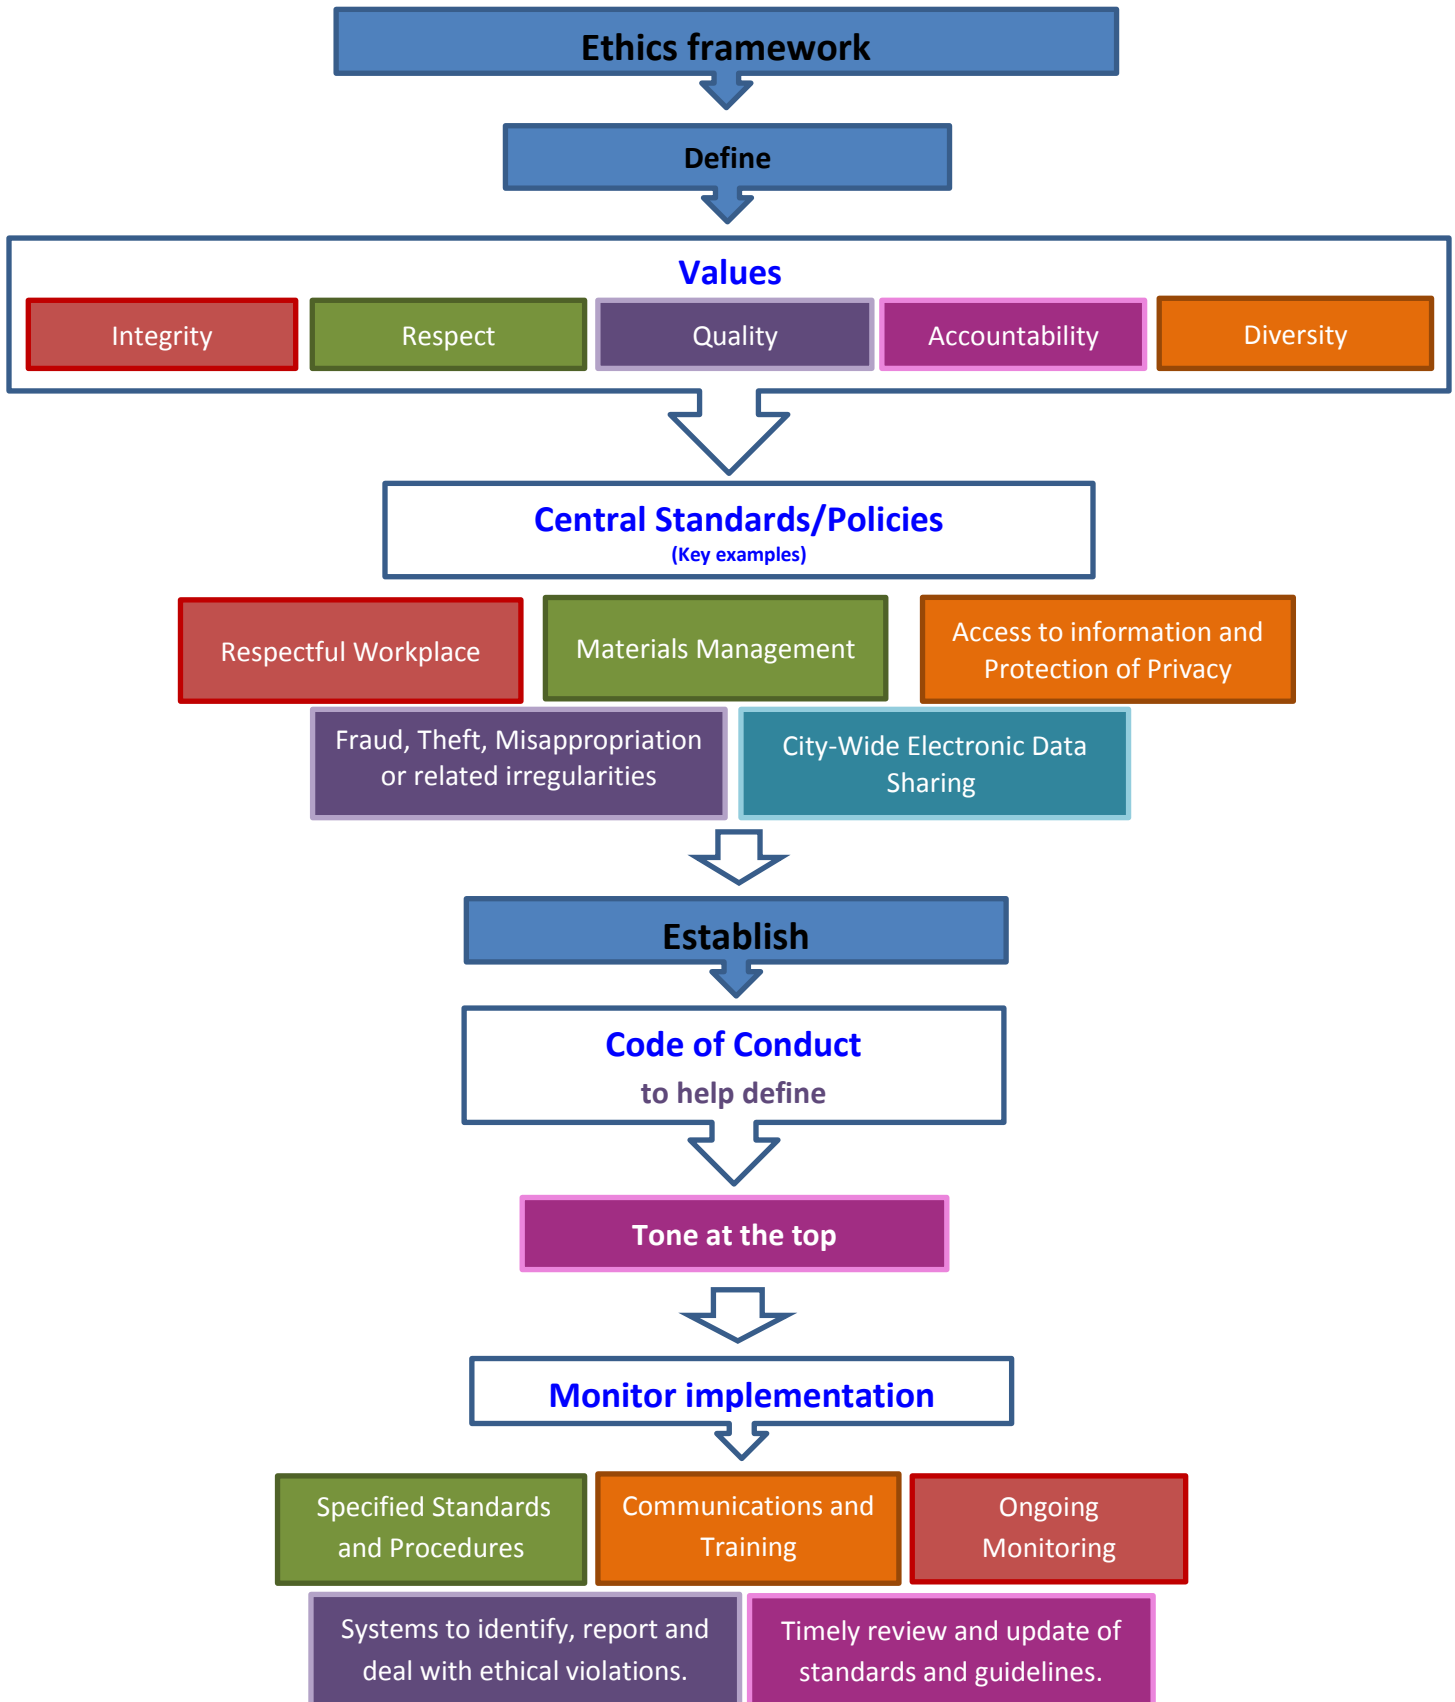 Ethics framework
Define
Values
Integrity
Respect
Quality
Accountability
Diversity
Central Standards/Policies
(Key examples)
Respectful Workplace
Materials Management
Access to information and
Protection of Privacy
Fraud, Theft, Misappropriation
or related irregularities
City-Wide Electronic Data
Sharing
Establish
Code of Conduct
to help define
Tone at the top
Monitor implementation
Specified Standards
and Procedures
Communications and
Training
Ongoing
Monitoring
Systems to identify, report and
deal with ethical violations.
Timely review and update of
standards and guidelines.